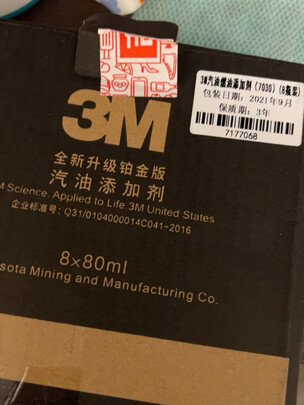 3M汽油燃油添加剂（7030）(8瓶装)
包装日期：2021年9月
保质期：3年
7177068
3M
全新升级铂金版
汽油添加剂
M Science. Applied to Life 3M United States
企业标准号：Q31/0104000014C041-2016
8×80ml
sota Mining and Manufacturing Co.